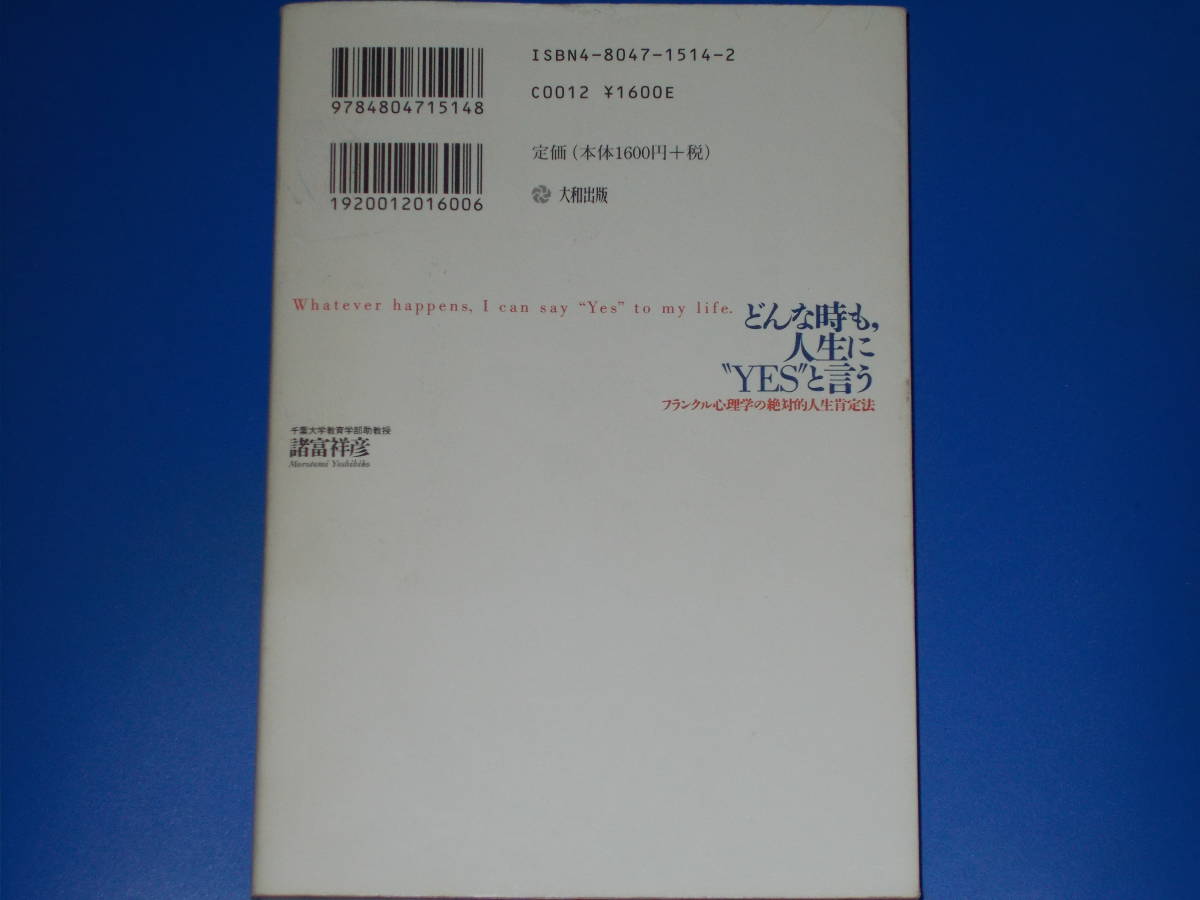 ISBN4-8047-1514-2
9784804715148
C0012 ¥1600E
定価(本体1600円+税)
1920012016006
大和出版
Whatever happens, I can say “Yes” to my life.
どんな時も,
人生に
〝YES〟と言う
フランクル心理学の絶対的人生肯定法
千葉大学教育学部助教授
諸富祥彦
Morotomi Yoshihiko